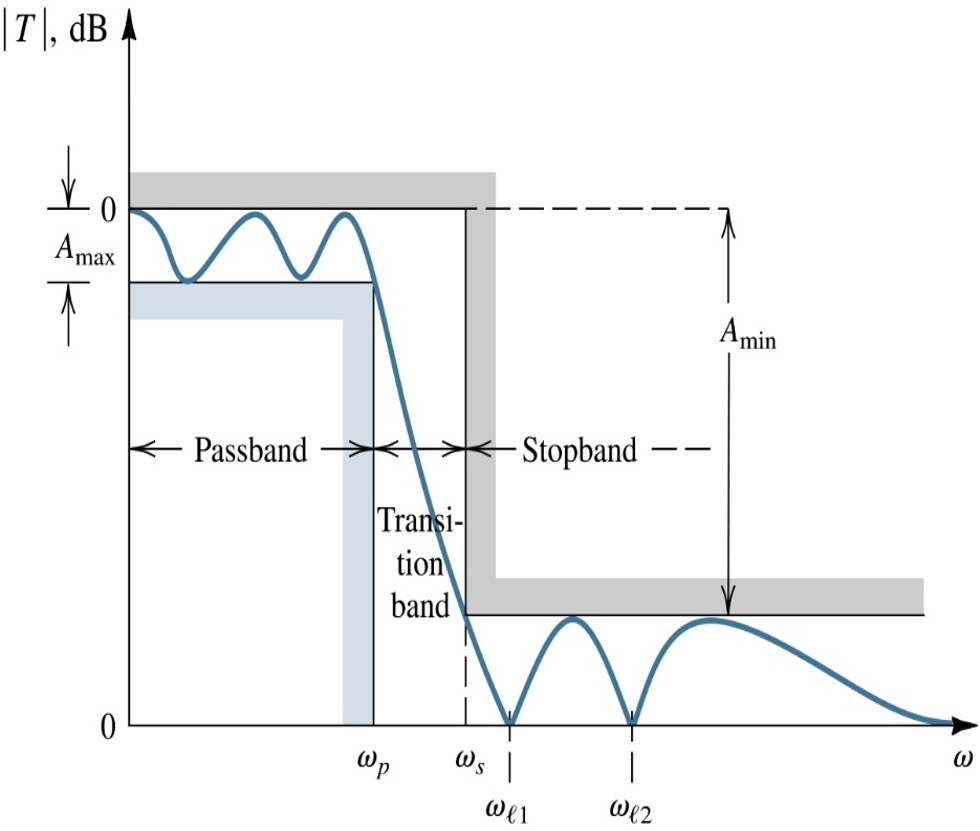 |T|, dB
0
A_max
A_min
Passband
Stopband
Transi-
tion
band
0
ω_p
ω_s
ω
ω_ℓ1
ω_ℓ2